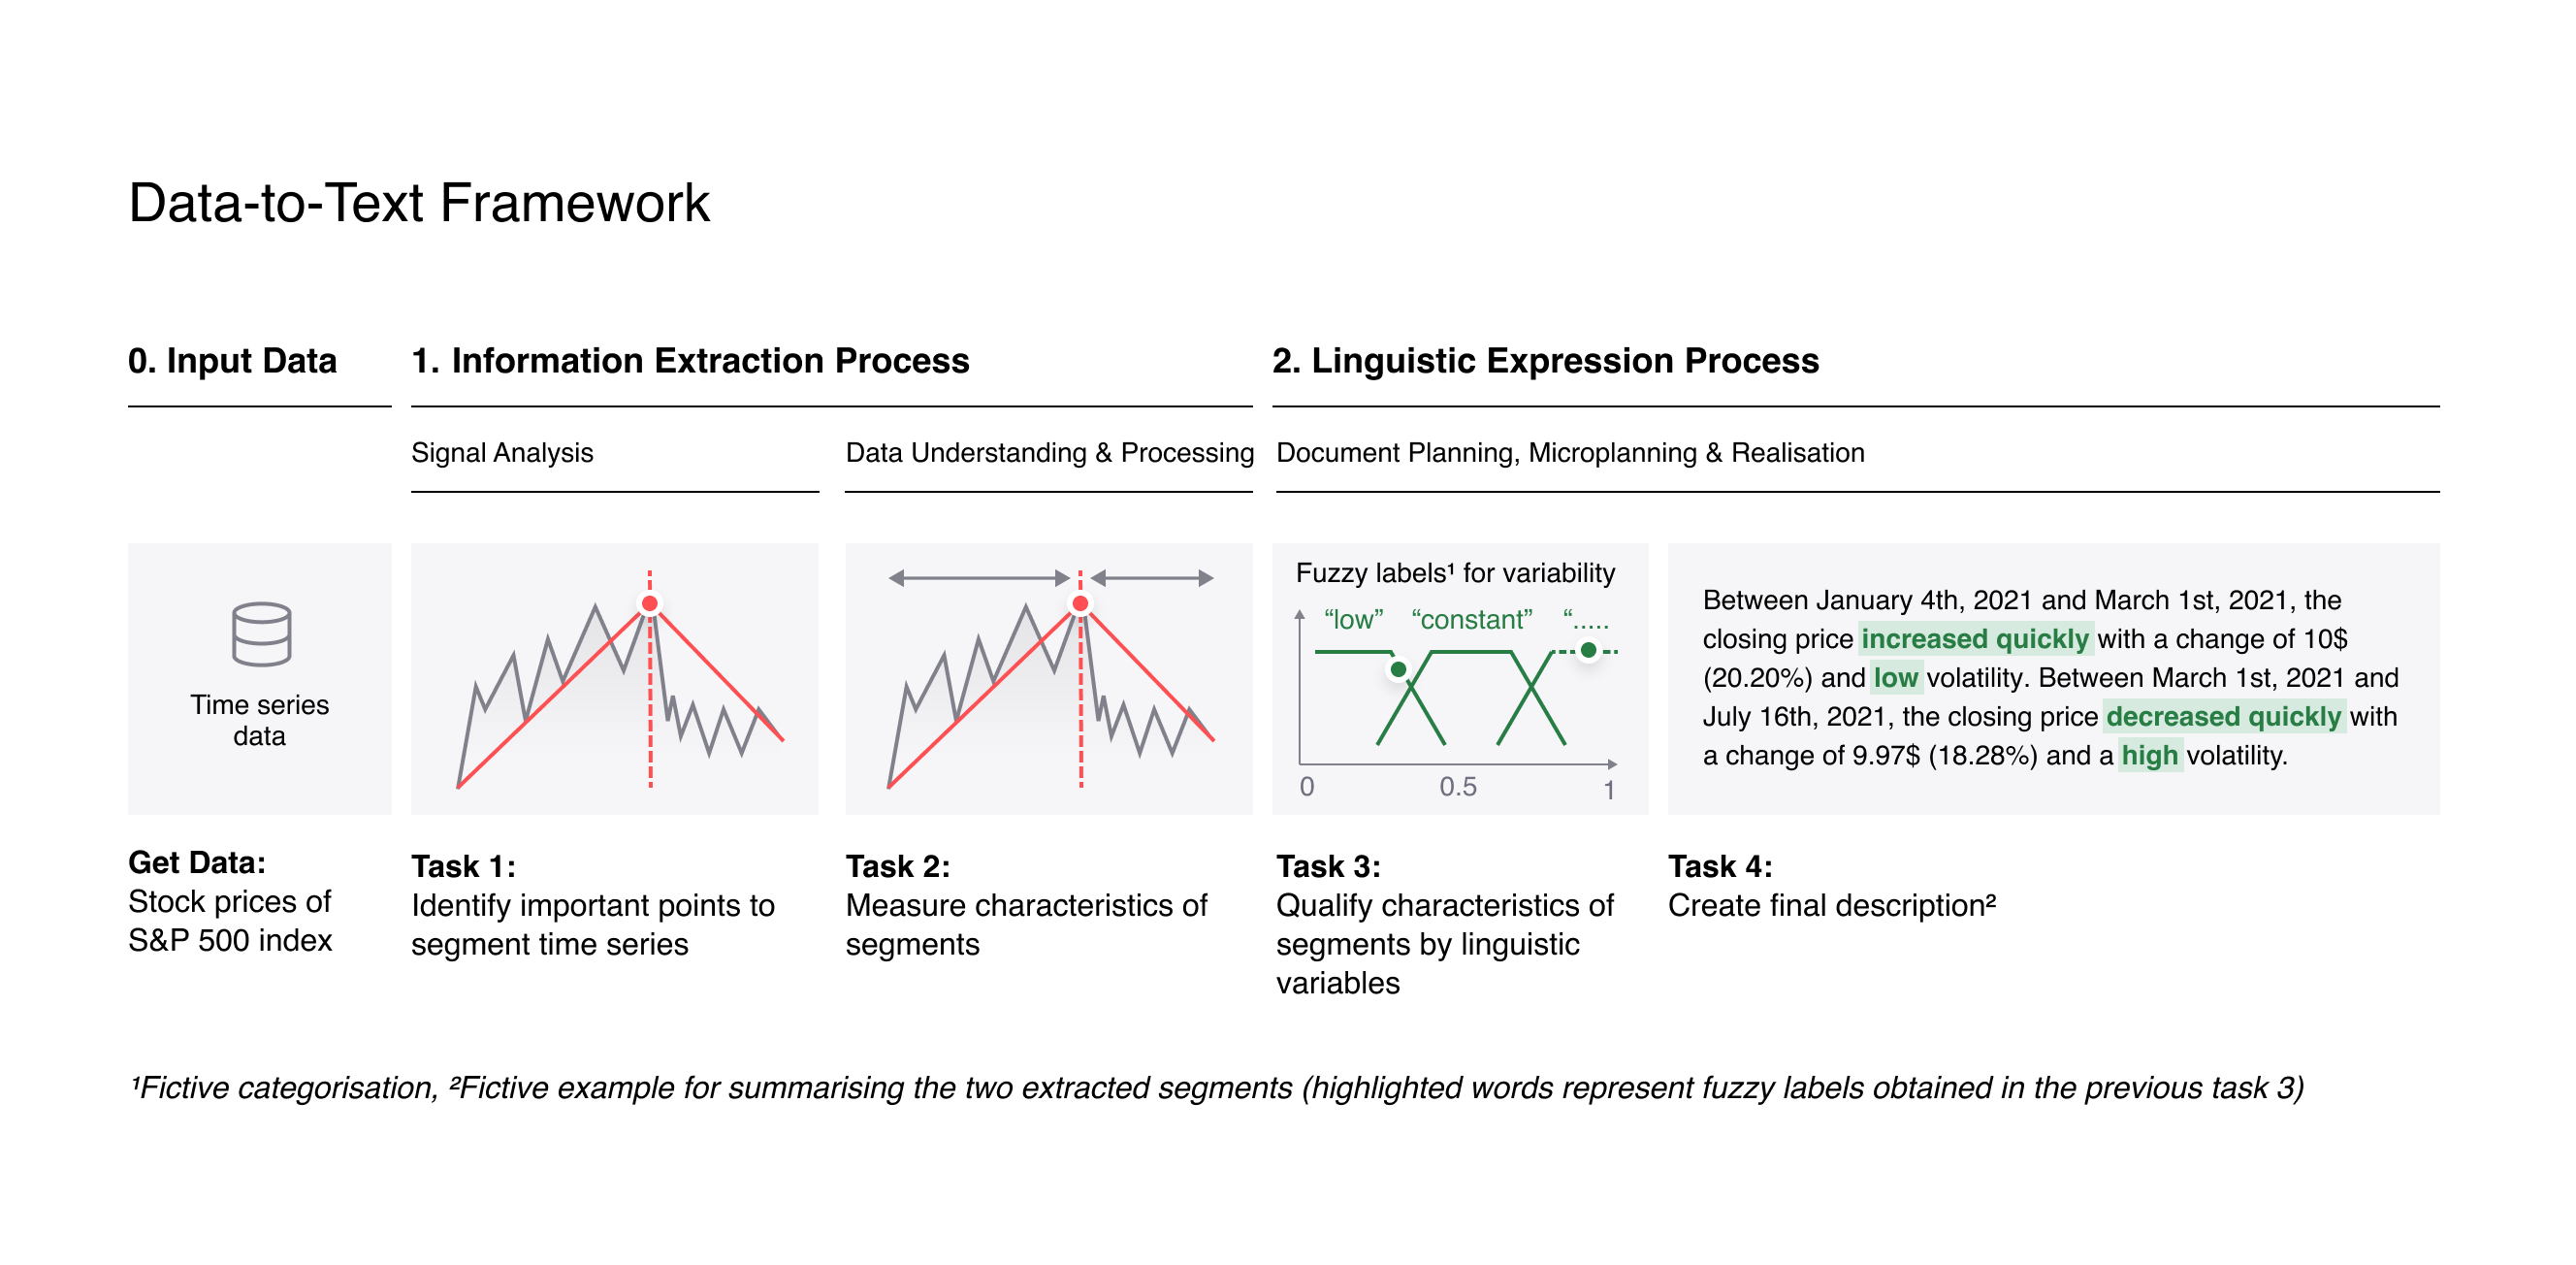 Data-to-Text Framework
0. Input Data
1. Information Extraction Process
2. Linguistic Expression Process
Signal Analysis
Data Understanding & Processing
Document Planning, Microplanning & Realisation
Time series
data
Fuzzy labels¹ for variability
“low” “constant” “.....
0 0.5 1
Between January 4th, 2021 and March 1st, 2021, the
closing price increased quickly with a change of 10$
(20.20%) and low volatility. Between March 1st, 2021 and
July 16th, 2021, the closing price decreased quickly with
a change of 9.97$ (18.28%) and a high volatility.
Get Data:
Stock prices of
S&P 500 index
Task 1:
Identify important points to
segment time series
Task 2:
Measure characteristics of
segments
Task 3:
Qualify characteristics of
segments by linguistic
variables
Task 4:
Create final description²
¹Fictive categorisation, ²Fictive example for summarising the two extracted segments (highlighted words represent fuzzy labels obtained in the previous task 3)